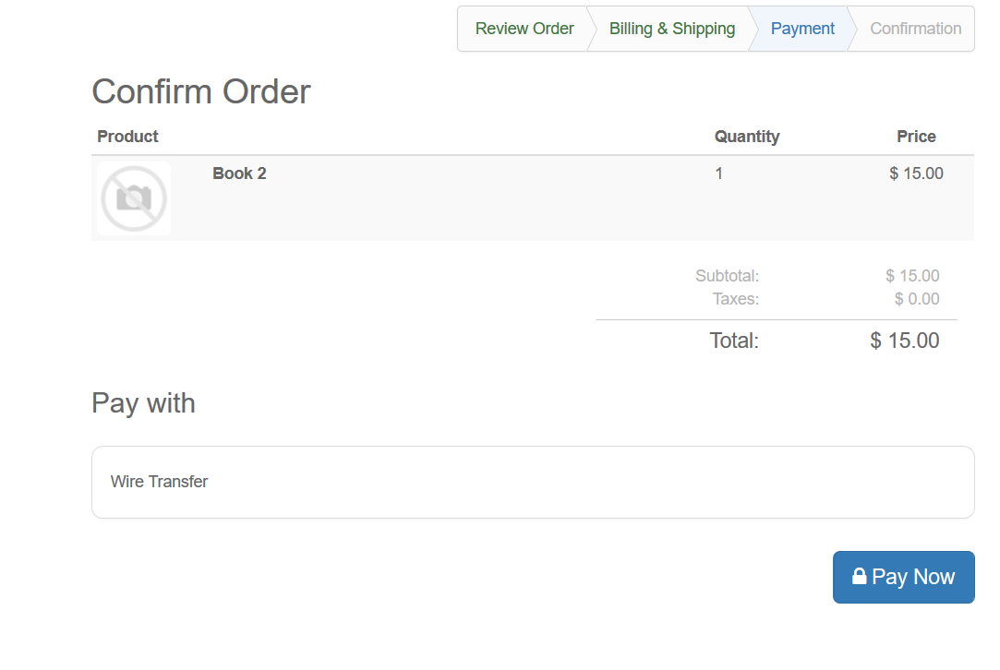 Review Order Billing & Shipping Payment Confirmation
Confirm Order
Product Quantity Price
Book 2 1 $ 15.00
Subtotal: $ 15.00
Taxes: $ 0.00
Total: $ 15.00
Pay with
Wire Transfer
Pay Now